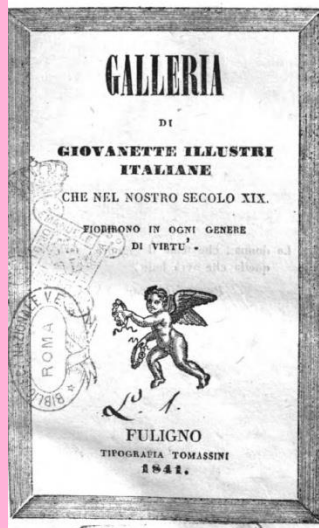 GALLERIA
DI
GIOVANETTE ILLUSTRI
ITALIANE
CHE NEL NOSTRO SECOLO XIX.
FIORIRONO IN OGNI GENERE
DI VIRTU'.
ROMA
FULIGNO
TIPOGRAFIA TOMASSINI
1841.